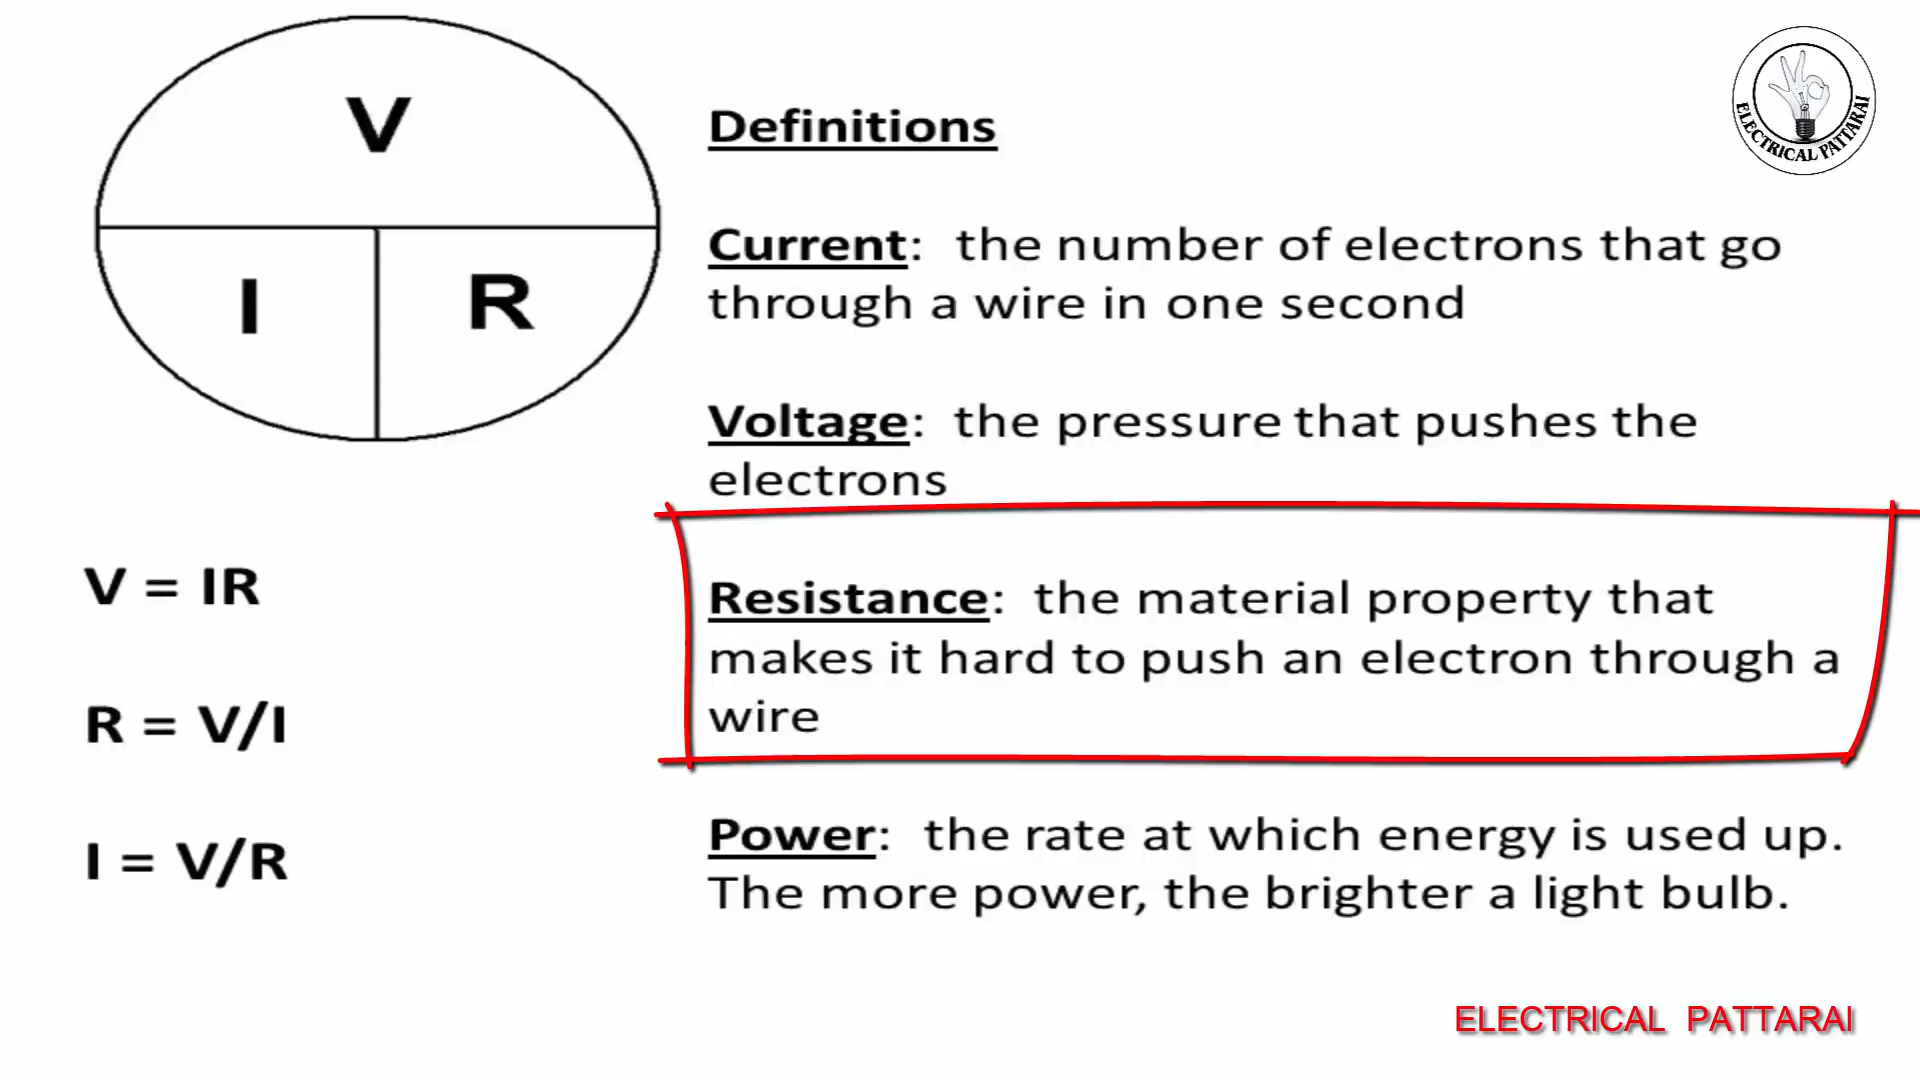 V
I R
V = IR
R = V/I
I = V/R
Definitions
Current: the number of electrons that go
through a wire in one second
Voltage: the pressure that pushes the
electrons
Resistance: the material property that
makes it hard to push an electron through a
wire
Power: the rate at which energy is used up.
The more power, the brighter a light bulb.
ELECTRICAL PATTARAI
ELECTRICAL PATTARAI